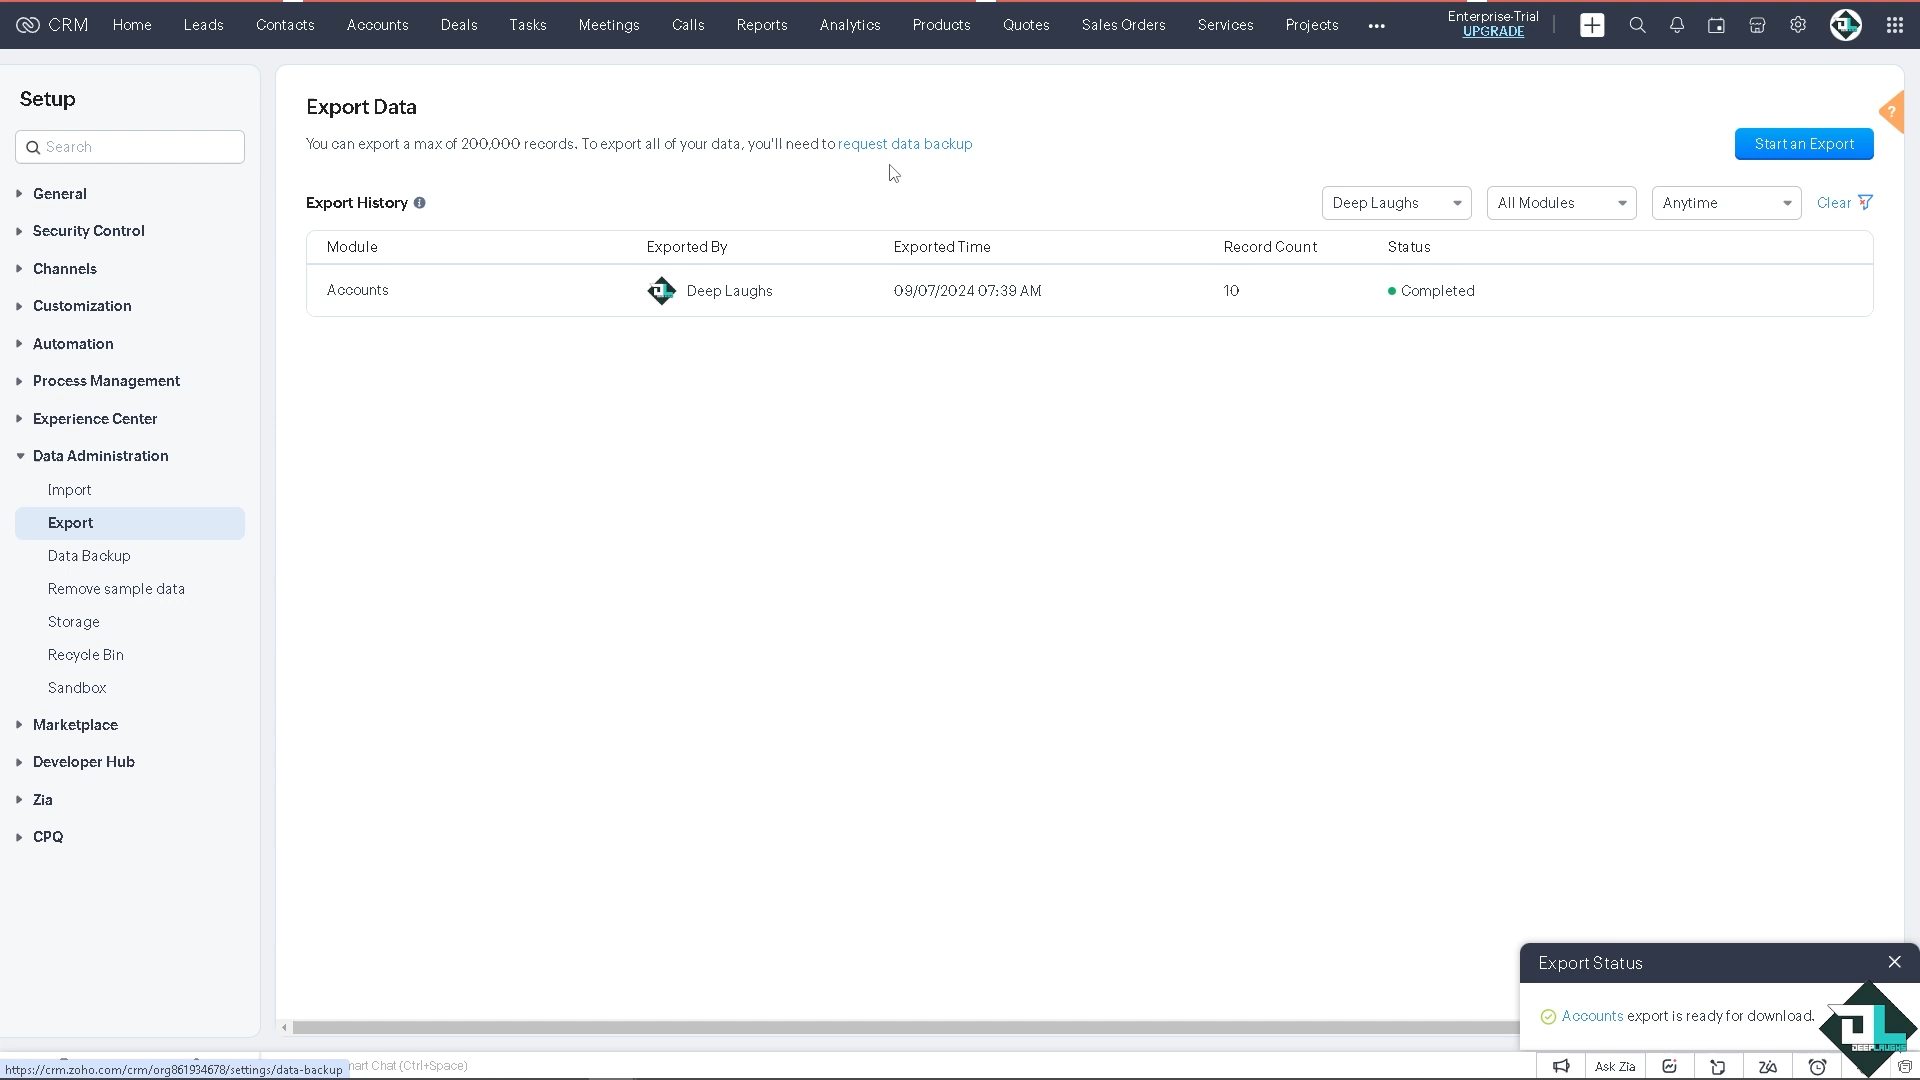 CRM Home Leads Contacts Accounts Deals Tasks Meetings Calls Reports Analytics Products Quotes Sales Orders Services Projects ••• Enterprise-Trial
UPGRADE
Setup
Search
General
Security Control
Channels
Customization
Automation
Process Management
Experience Center
Data Administration
Import
Export
Data Backup
Remove sample data
Storage
Recycle Bin
Sandbox
Marketplace
Developer Hub
Zia
CPQ
Export Data
You can export a max of 200,000 records. To export all of your data, you'll need to request data backup
Start an Export
?
Export History Deep Laughs All Modules Anytime Clear
Module Exported By Exported Time Record Count Status
Accounts Deep Laughs 09/07/2024 07:39 AM 10 Completed
Export Status
Accounts export is ready for download.
DEEPLAUGHS
mart Chat (Ctrl+Space)
Ask Zia
https://crm.zoho.com/crm/org861934678/settings/data-backup